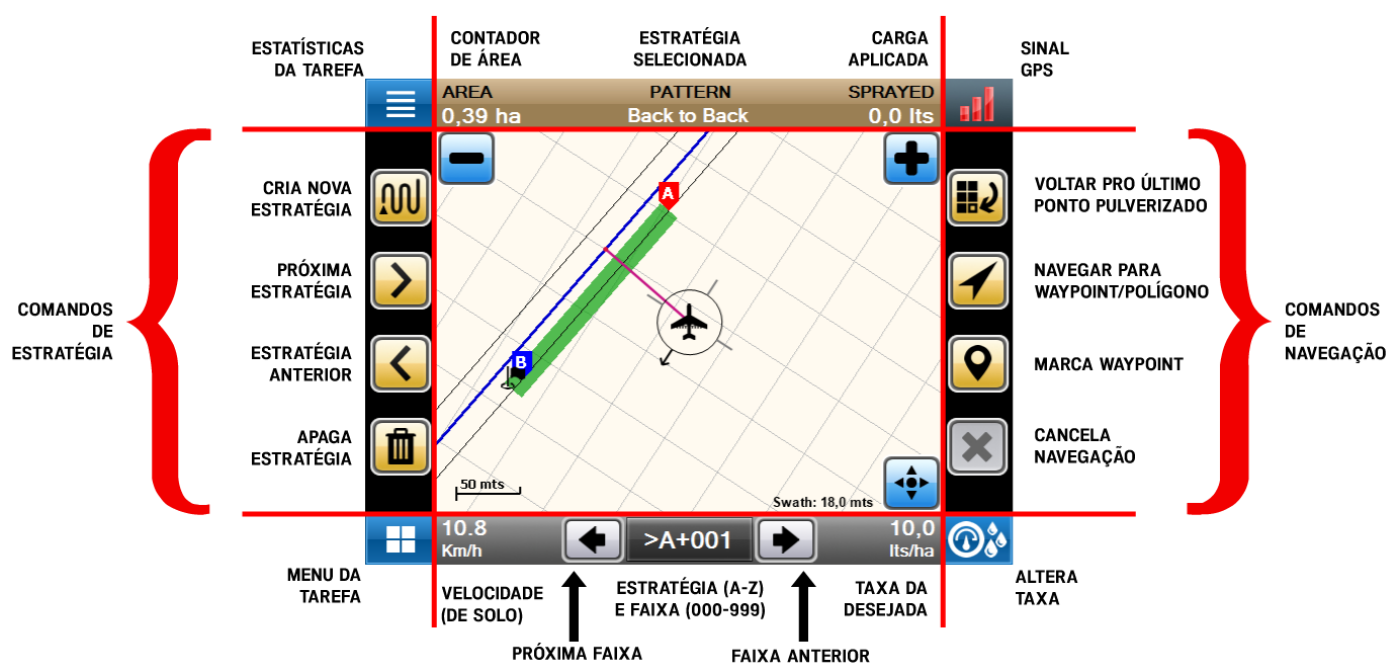 ESTATÍSTICAS
DA TAREFA
CONTADOR
DE ÁREA
ESTRATÉGIA
SELECIONADA
CARGA
APLICADA
SINAL
GPS
AREA
PATTERN
SPRAYED
0,39 ha
Back to Back
0,0 lts
CRIA NOVA
ESTRATÉGIA
PRÓXIMA
ESTRATÉGIA
ESTRATÉGIA
ANTERIOR
APAGA
ESTRATÉGIA
COMANDOS
DE
ESTRATÉGIA
A
B
50 mts
Swath: 18,0 mts
VOLTAR PRO ÚLTIMO
PONTO PULVERIZADO
NAVEGAR PARA
WAYPOINT/POLÍGONO
MARCA WAYPOINT
CANCELA
NAVEGAÇÃO
COMANDOS
DE
NAVEGAÇÃO
10.8
Km/h
>A+001
10,0
lts/ha
MENU DA
TAREFA
VELOCIDADE
(DE SOLO)
ESTRATÉGIA (A-Z)
E FAIXA (000-999)
TAXA DA
DESEJADA
ALTERA
TAXA
PRÓXIMA FAIXA
FAIXA ANTERIOR